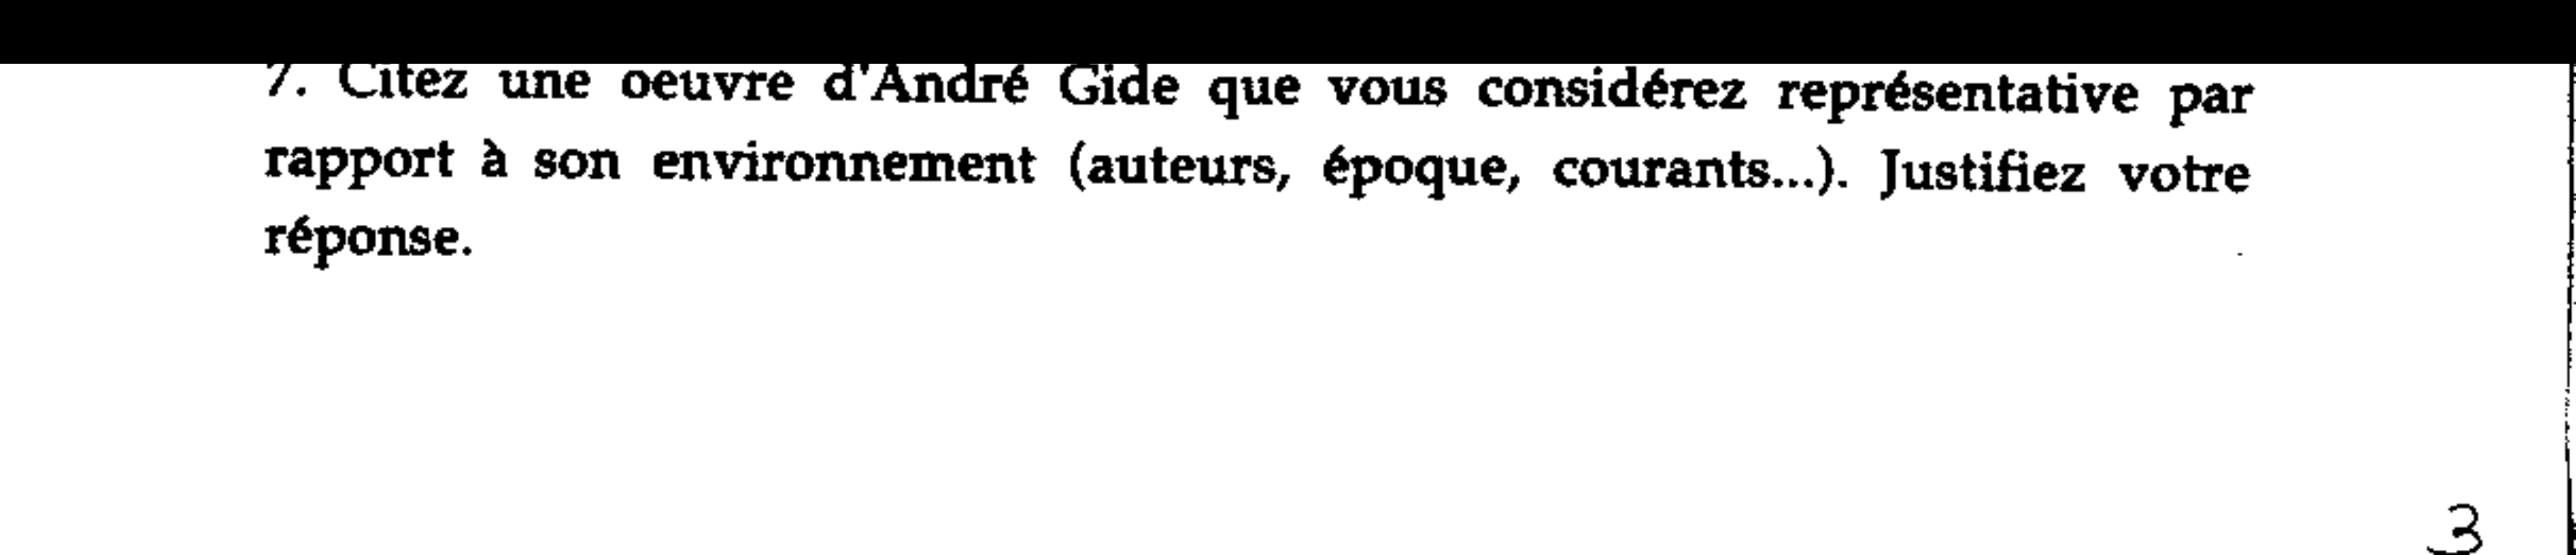 7. Citez une oeuvre d'André Gide que vous considérez représentative par
rapport à son environnement (auteurs, époque, courants...). Justifiez votre
réponse.
3